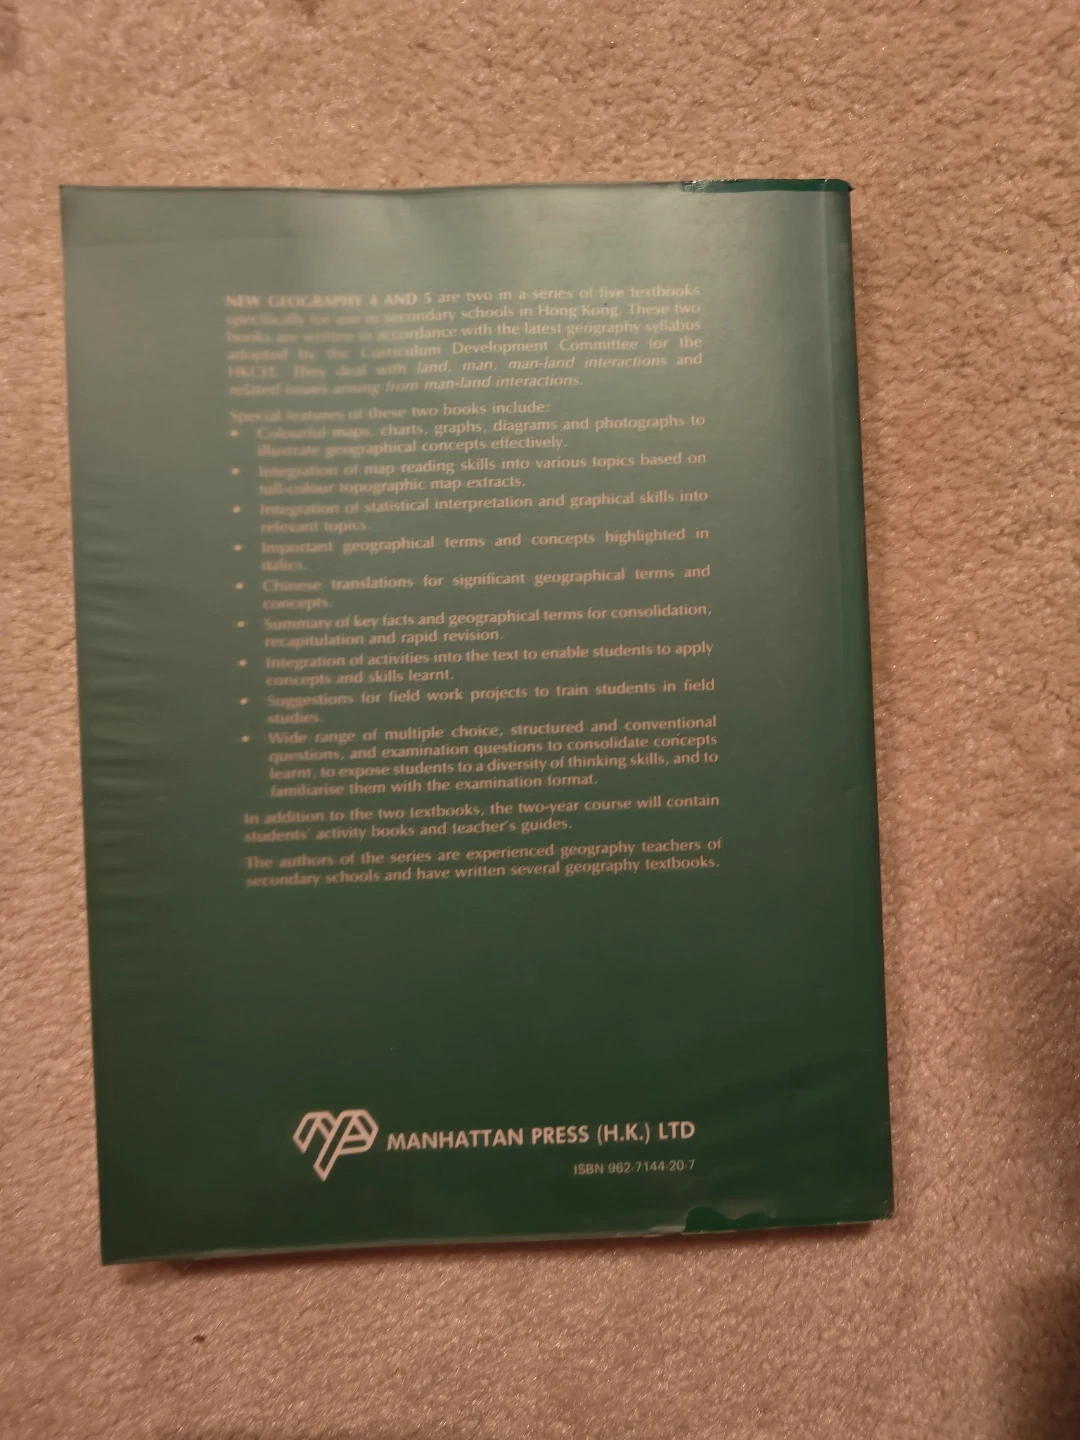 NEW GEOGRAPHY 4 AND 5 are two in a series of five textbooks
specifically for use in secondary schools in Hong Kong. These two
books are written in accordance with the latest geography syllabus
adopted by the Curriculum Development Committee for the
HKCEE. They deal with land, man, man-land interactions and
related issues arising from man-land interactions.
Special features of these two books include:
• Colourful maps, charts, graphs, diagrams and photographs to
illustrate geographical concepts effectively.
• Integration of map reading skills into various topics based on
full-colour topographic map extracts.
• Integration of statistical interpretation and graphical skills into
relevant topics.
• Important geographical terms and concepts highlighted in
italics.
• Chinese translations for significant geographical terms and
concepts.
• Summary of key facts and geographical terms for consolidation,
recapitulation and rapid revision.
• Integration of activities into the text to enable students to apply
concepts and skills learnt.
• Suggestions for field work projects to train students in field
studies.
• Wide range of multiple choice, structured and conventional
questions, and examination questions to consolidate concepts
learnt, to expose students to a diversity of thinking skills, and to
familiarise them with the examination format.
In addition to the two textbooks, the two-year course will contain
students' activity books and teacher's guides.
The authors of the series are experienced geography teachers of
secondary schools and have written several geography textbooks.
MANHATTAN PRESS (H.K.) LTD
ISBN 962-7144-20-7